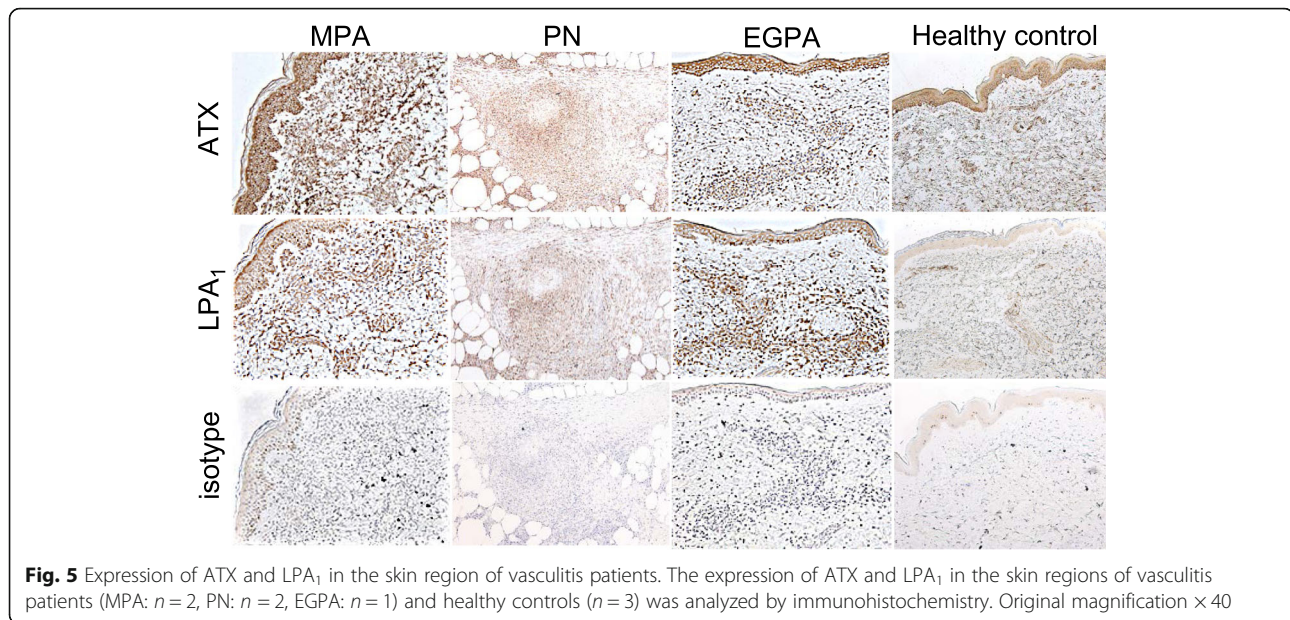 MPA PN EGPA Healthy control
ATX
LPA₁
isotype
Fig. 5 Expression of ATX and LPA₁ in the skin region of vasculitis patients. The expression of ATX and LPA₁ in the skin regions of vasculitis
patients (MPA: n = 2, PN: n = 2, EGPA: n = 1) and healthy controls (n = 3) was analyzed by immunohistochemistry. Original magnification × 40